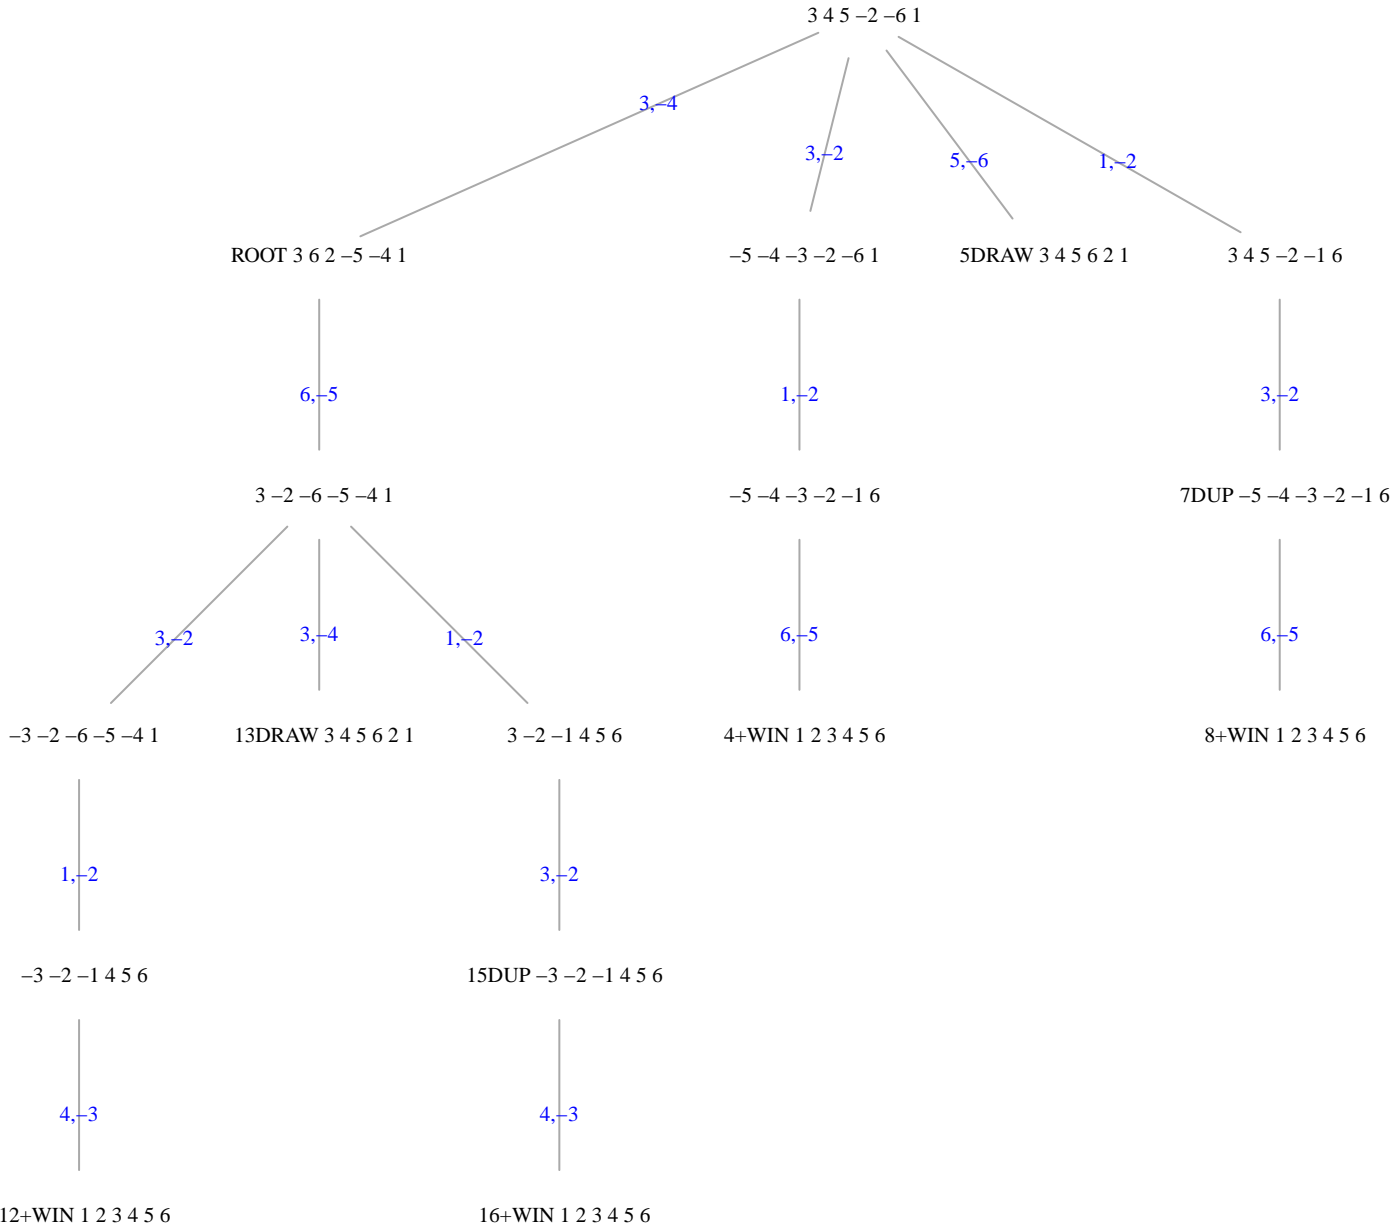 3 4 5 −2 −6 1
3,−4
3,−2
5,−6
1,−2
ROOT 3 6 2 −5 −4 1
−5 −4 −3 −2 −6 1
5DRAW 3 4 5 6 2 1
3 4 5 −2 −1 6
6,−5
1,−2
3,−2
3 −2 −6 −5 −4 1
−5 −4 −3 −2 −1 6
7DUP −5 −4 −3 −2 −1 6
3,−2
3,−4
1,−2
6,−5
6,−5
−3 −2 −6 −5 −4 1
13DRAW 3 4 5 6 2 1
3 −2 −1 4 5 6
4+WIN 1 2 3 4 5 6
8+WIN 1 2 3 4 5 6
1,−2
3,−2
−3 −2 −1 4 5 6
15DUP −3 −2 −1 4 5 6
4,−3
4,−3
12+WIN 1 2 3 4 5 6
16+WIN 1 2 3 4 5 6